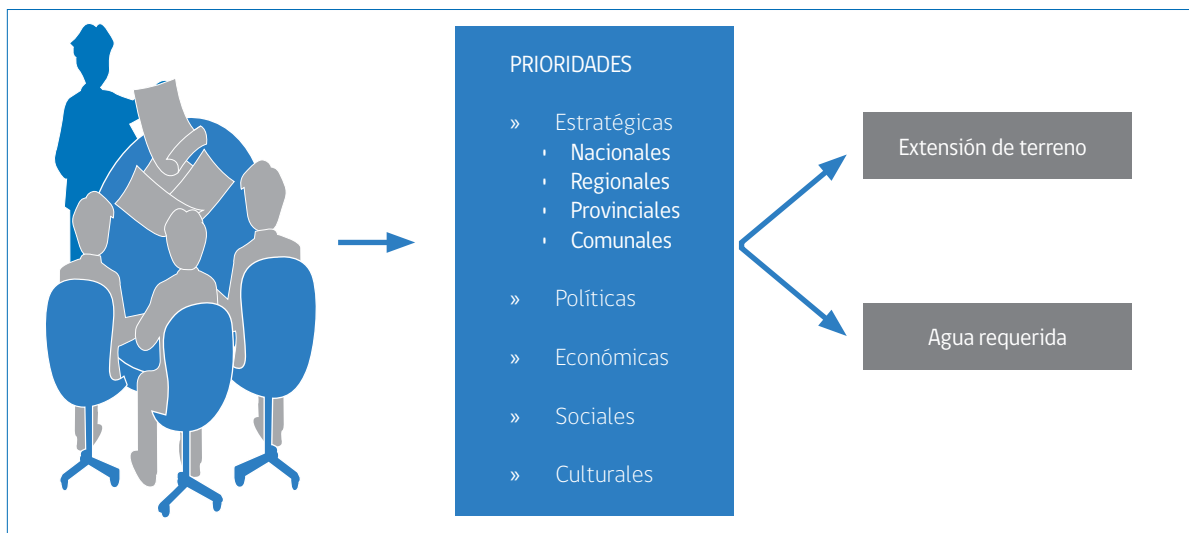 PRIORIDADES
» Estratégicas
· Nacionales
· Regionales
· Provinciales
· Comunales
» Políticas
» Económicas
» Sociales
» Culturales
Extensión de terreno
Agua requerida